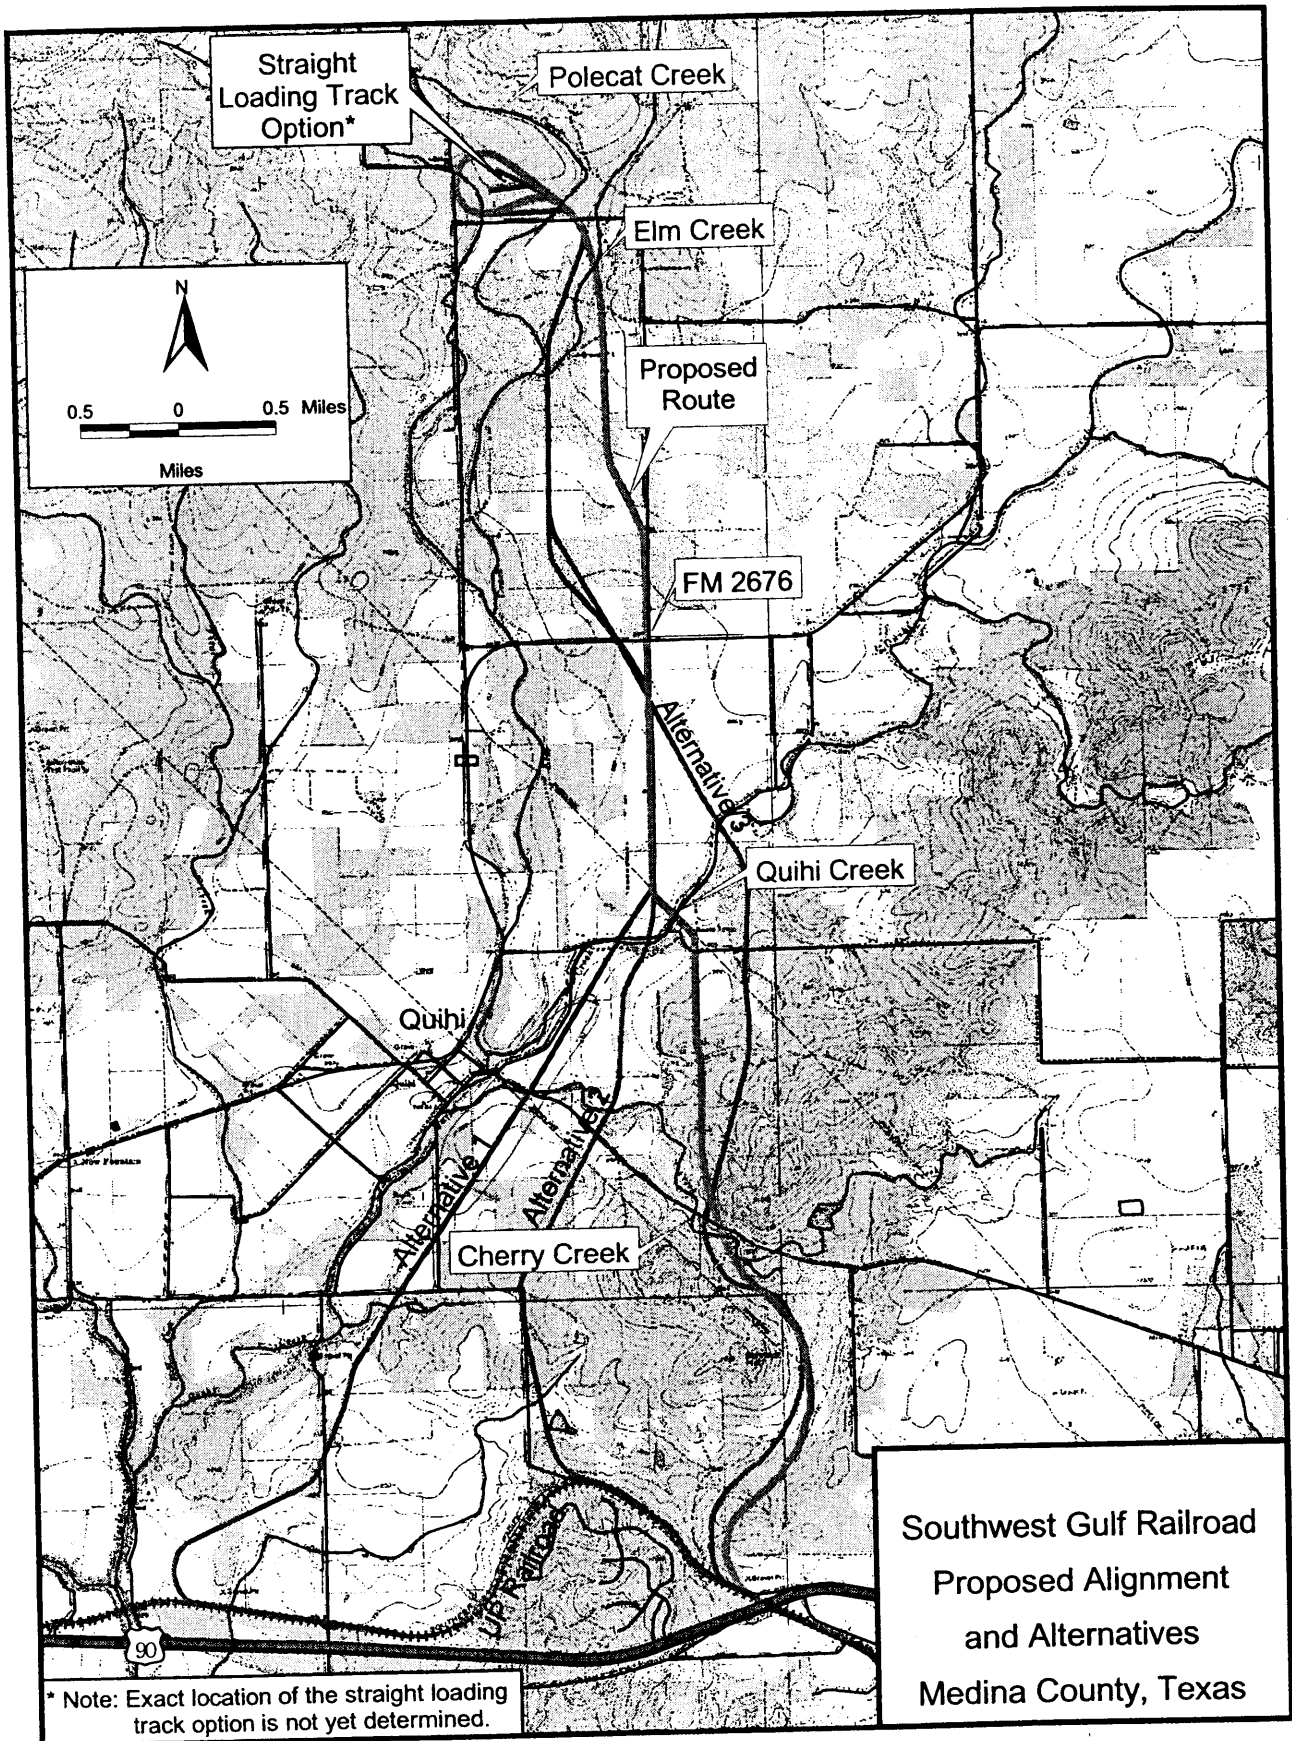 Straight
Loading Track
Option*
Polecat Creek
Elm Creek
N
0.5 0 0.5 Miles
Miles
Proposed
Route
FM 2676
Alternative 3
Quihi Creek
Quihi
Alternative 1
Alternative 2
New Fountain
Cherry Creek
UP Railroad
90
Southwest Gulf Railroad
Proposed Alignment
and Alternatives
Medina County, Texas
* Note: Exact location of the straight loading
track option is not yet determined.